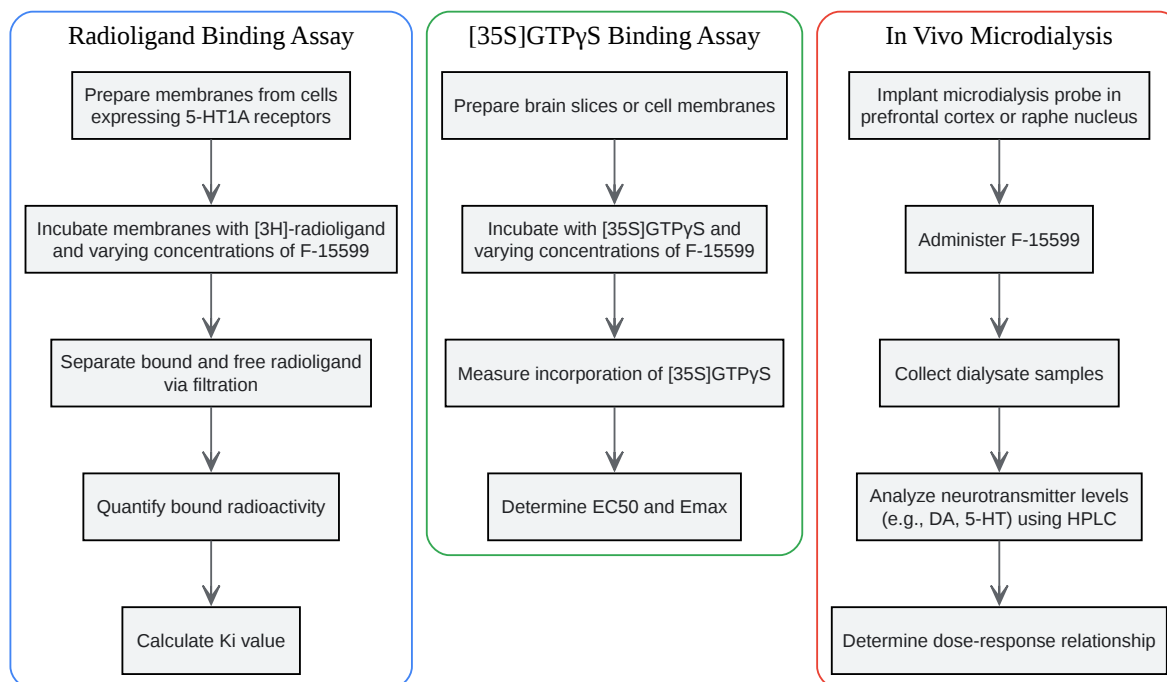 Radioligand Binding Assay
Prepare membranes from cells
expressing 5-HT1A receptors
Incubate membranes with [3H]-radioligand
and varying concentrations of F-15599
Separate bound and free radioligand
via filtration
Quantify bound radioactivity
Calculate Ki value
[35S]GTPγS Binding Assay
Prepare brain slices or cell membranes
Incubate with [35S]GTPγS and
varying concentrations of F-15599
Measure incorporation of [35S]GTPγS
Determine EC50 and Emax
In Vivo Microdialysis
Implant microdialysis probe in
prefrontal cortex or raphe nucleus
Administer F-15599
Collect dialysate samples
Analyze neurotransmitter levels
(e.g., DA, 5-HT) using HPLC
Determine dose-response relationship